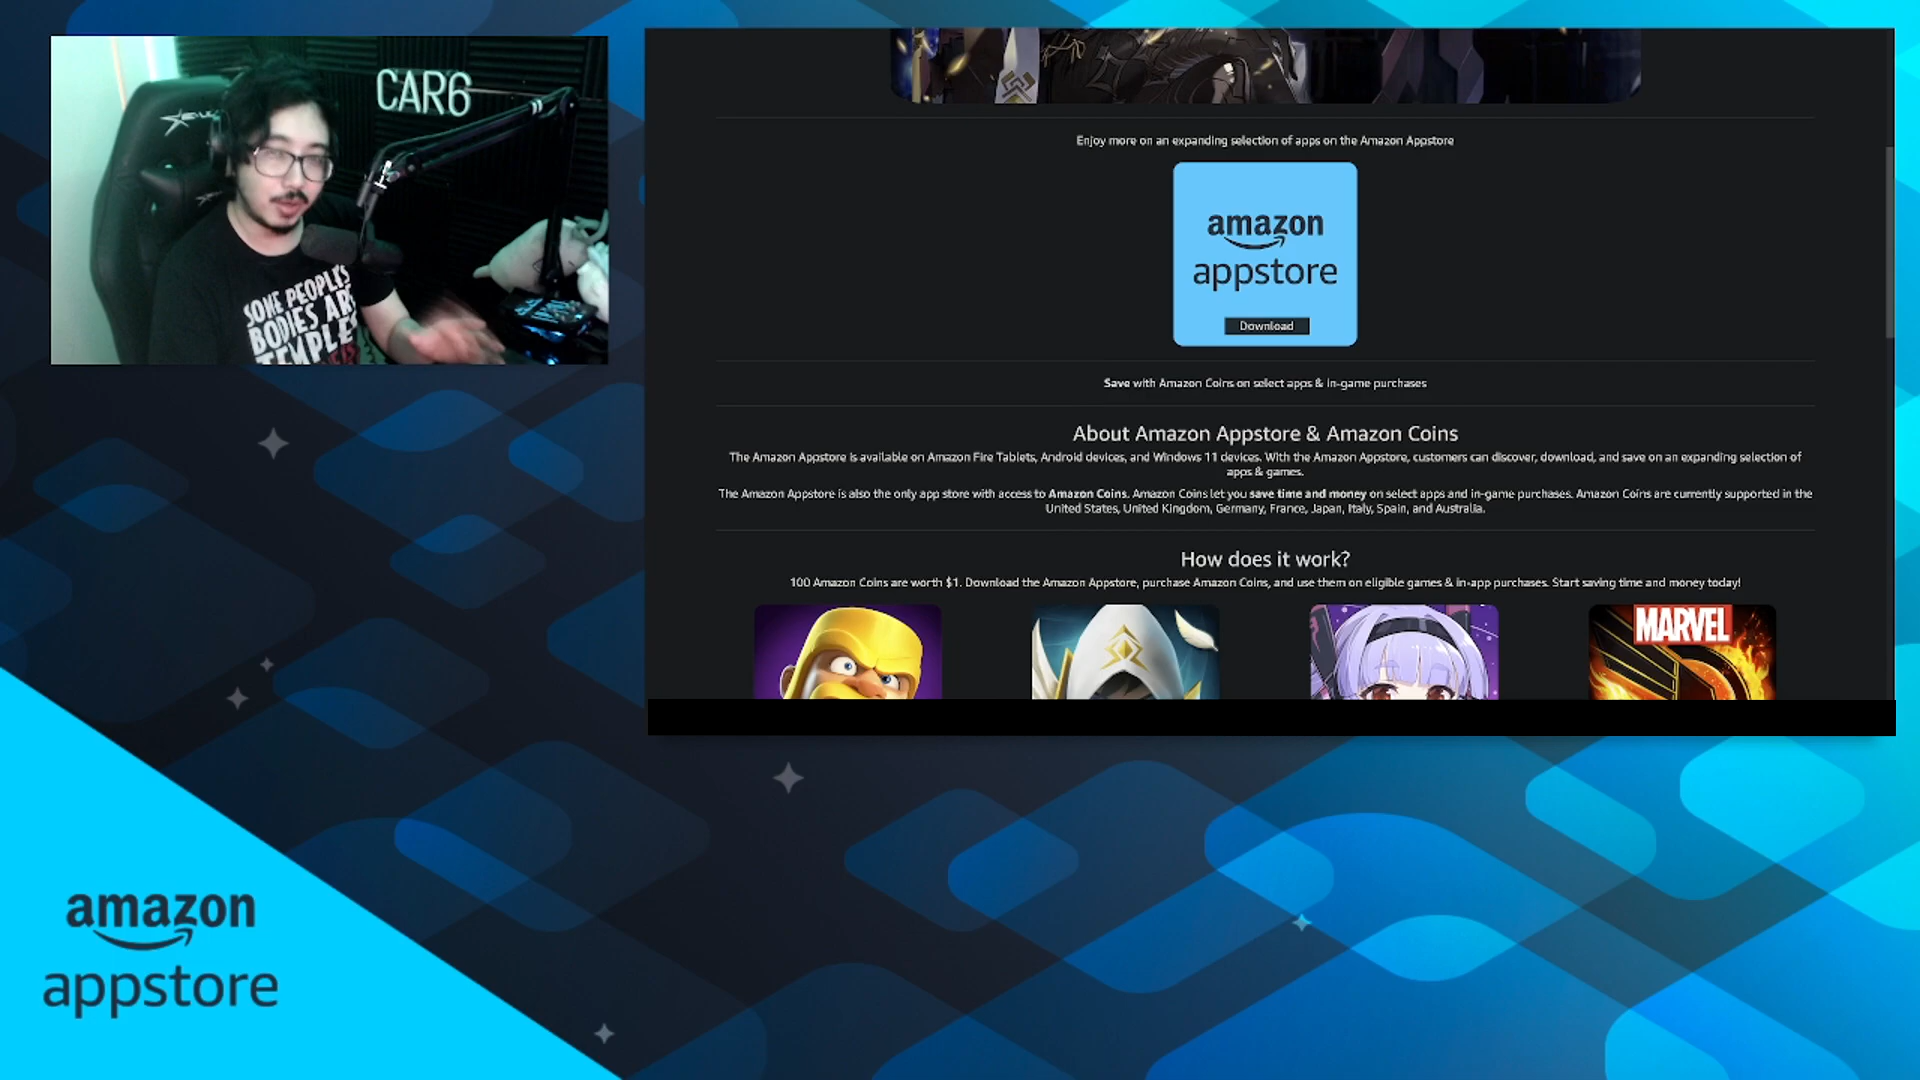 CAR6
SOME PEOPLE'S
BODIES ARE
TEMPLES
Enjoy more on an expanding selection of apps on the Amazon Appstore
amazon
appstore
Download
Save with Amazon Coins on select apps & in-game purchases
About Amazon Appstore & Amazon Coins
The Amazon Appstore is available on Amazon Fire Tablets, Android devices, and Windows 11 devices. With the Amazon Appstore, customers can discover, download, and save on an expanding selection of
apps & games.
The Amazon Appstore is also the only app store with access to Amazon Coins. Amazon Coins let you save time and money on select apps and in-game purchases. Amazon Coins are currently supported in the
United States, United Kingdom, Germany, France, Japan, Italy, Spain, and Australia.
How does it work?
100 Amazon Coins are worth $1. Download the Amazon Appstore, purchase Amazon Coins, and use them on eligible games & in-app purchases. Start saving time and money today!
MARVEL
amazon
appstore